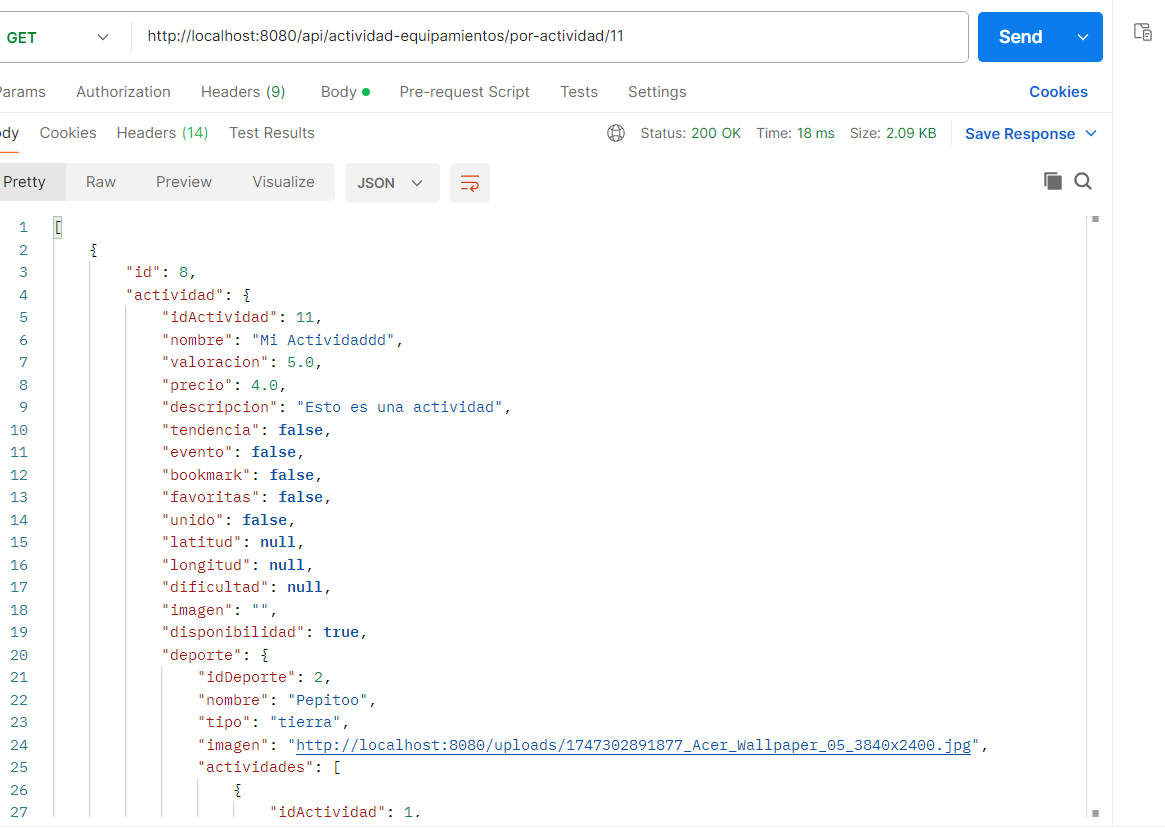 GET http://localhost:8080/api/actividad-equipamientos/por-actividad/11 Send
Params Authorization Headers (9) Body Pre-request Script Tests Settings Cookies
Body Cookies Headers (14) Test Results Status: 200 OK Time: 18 ms Size: 2.09 KB Save Response
Pretty Raw Preview Visualize JSON
1 [
2 {
3 "id": 8,
4 "actividad": {
5 "idActividad": 11,
6 "nombre": "Mi Actividaddd",
7 "valoracion": 5.0,
8 "precio": 4.0,
9 "descripcion": "Esto es una actividad",
10 "tendencia": false,
11 "evento": false,
12 "bookmark": false,
13 "favoritas": false,
14 "unido": false,
15 "latitud": null,
16 "longitud": null,
17 "dificultad": null,
18 "imagen": "",
19 "disponibilidad": true,
20 "deporte": {
21 "idDeporte": 2,
22 "nombre": "Pepitoo",
23 "tipo": "tierra",
24 "imagen": "http://localhost:8080/uploads/1747302891877_Acer_Wallpaper_05_3840x2400.jpg",
25 "actividades": [
26 {
27 "idActividad": 1,